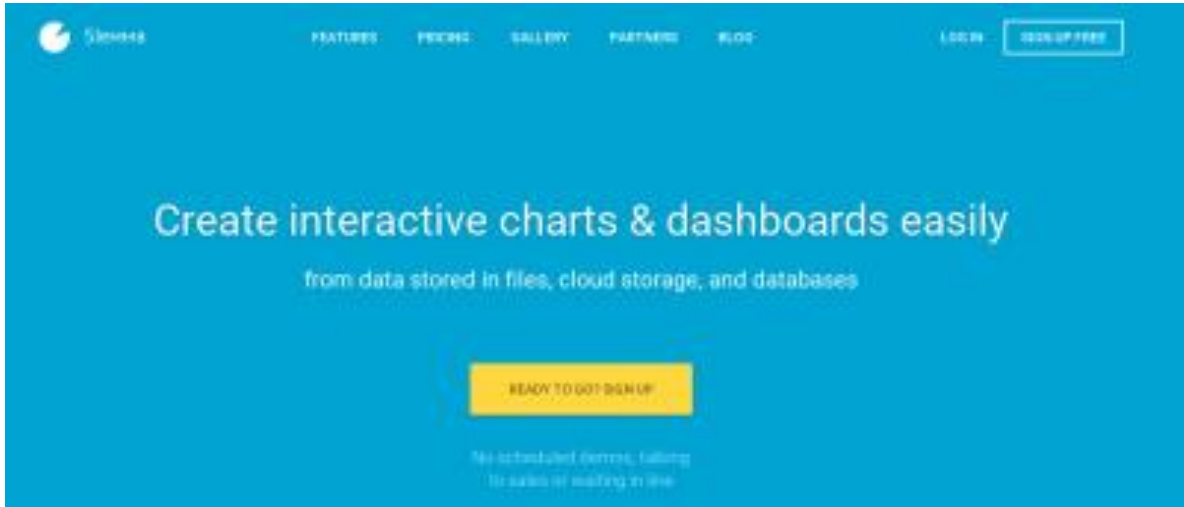 Slemma
FEATURES PRICING GALLERY PARTNERS BLOG
LOG IN SIGN UP FREE
Create interactive charts & dashboards easily
from data stored in files, cloud storage, and databases
READY TO GO? SIGN UP
No scheduled demos, talking
to sales or waiting in line